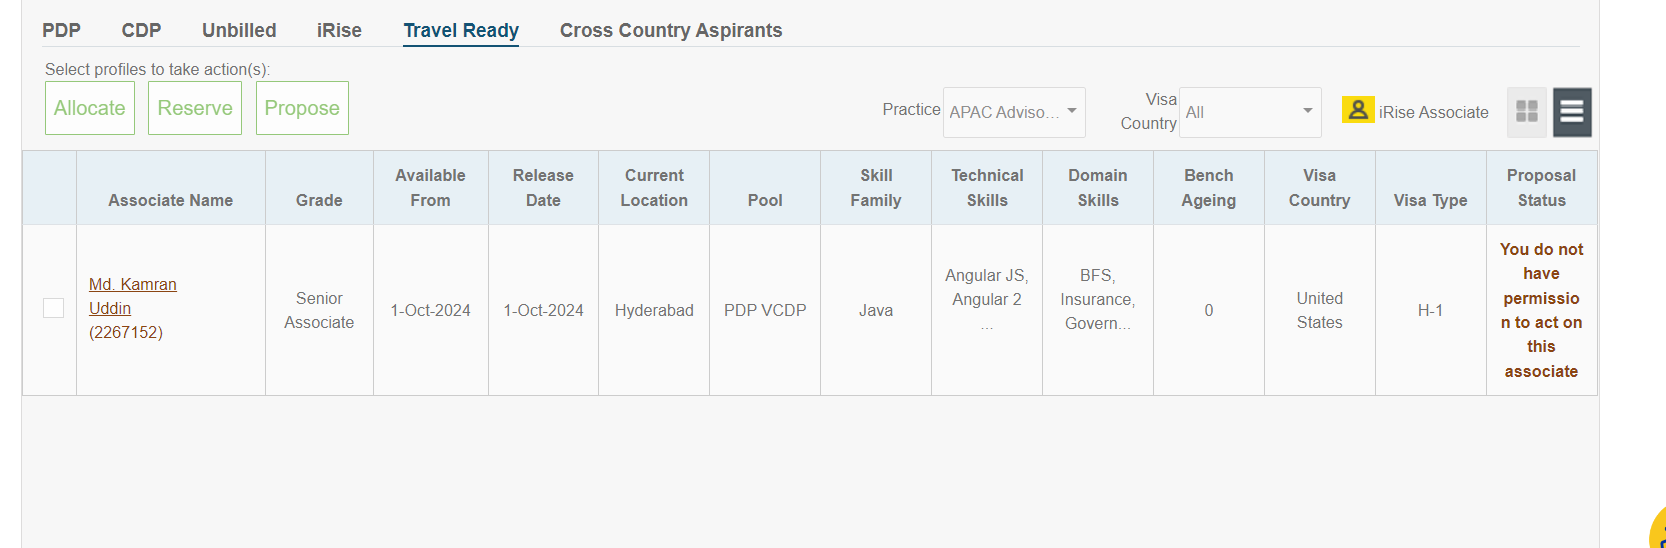 PDP CDP Unbilled iRise Travel Ready Cross Country Aspirants
Select profiles to take action(s):
Allocate Reserve Propose
Practice APAC Adviso...
Visa
Country All
iRise Associate
Associate Name
Grade
Available
From
Release
Date
Current
Location
Pool
Skill
Family
Technical
Skills
Domain
Skills
Bench
Ageing
Visa
Country
Visa Type
Proposal
Status
Md. Kamran
Uddin
(2267152)
Senior
Associate
1-Oct-2024
1-Oct-2024
Hyderabad
PDP VCDP
Java
Angular JS,
Angular 2
...
BFS,
Insurance,
Govern...
0
United
States
H-1
You do not
have
permissio
n to act on
this
associate